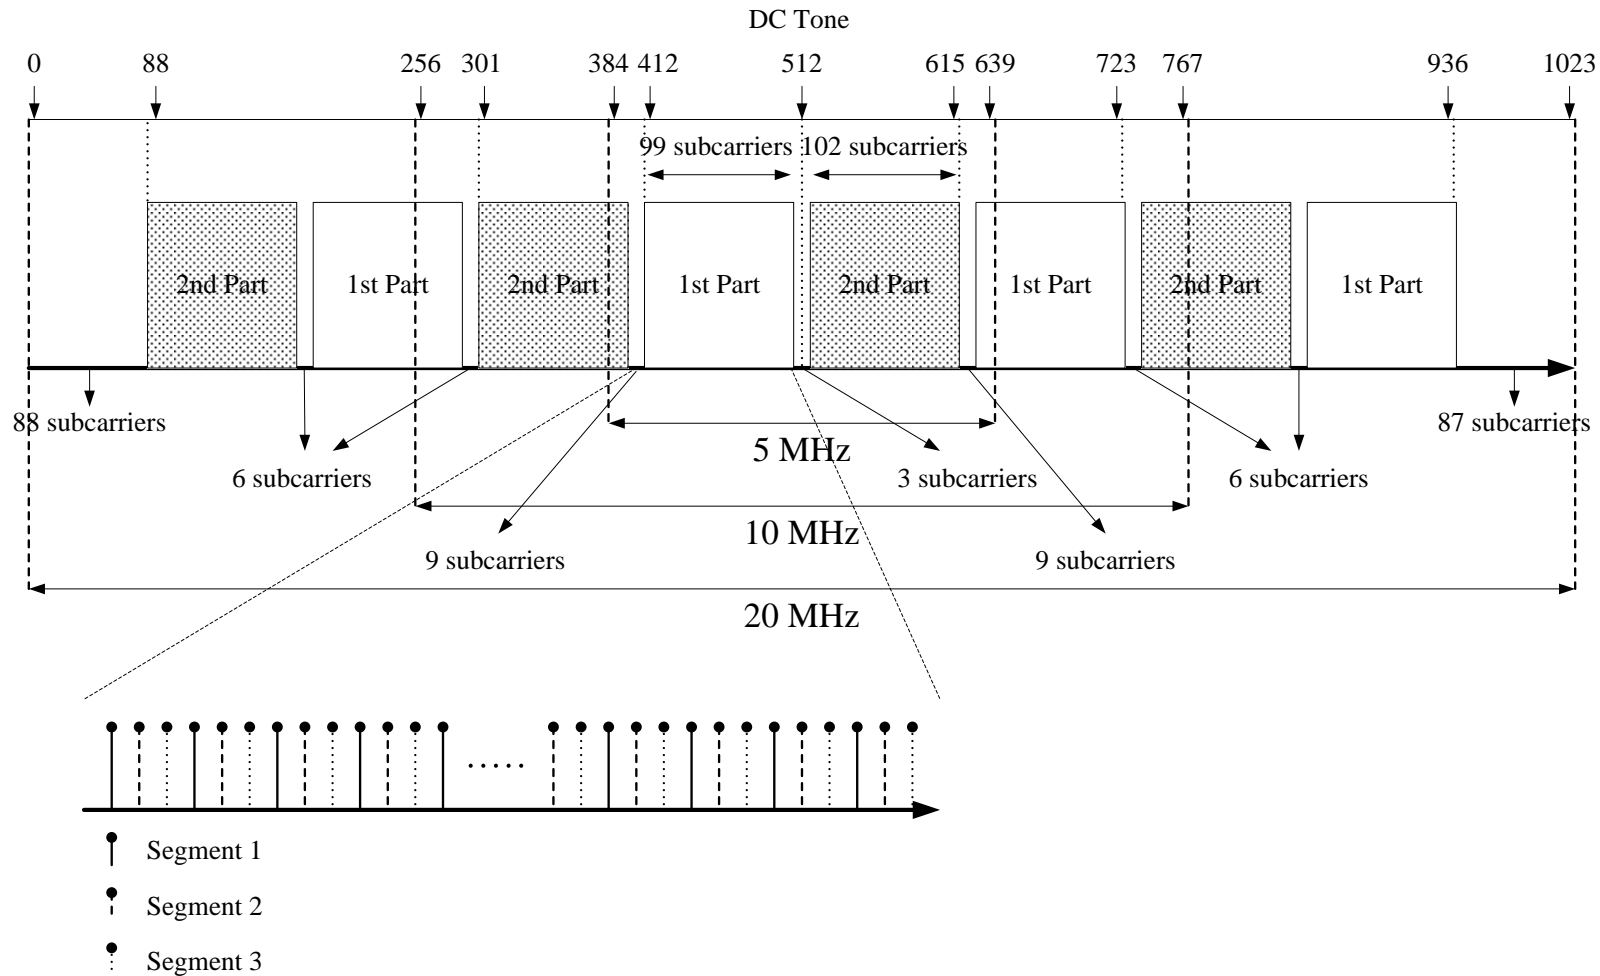 DC Tone
0 88 256 301 384 412 512 615 639 723 767 936 1023
99 subcarriers 102 subcarriers
2nd Part 1st Part 2nd Part 1st Part 2nd Part 1st Part 2nd Part 1st Part
88 subcarriers 87 subcarriers
5 MHz
6 subcarriers 3 subcarriers 6 subcarriers
10 MHz
9 subcarriers 9 subcarriers
20 MHz
Segment 1
Segment 2
Segment 3